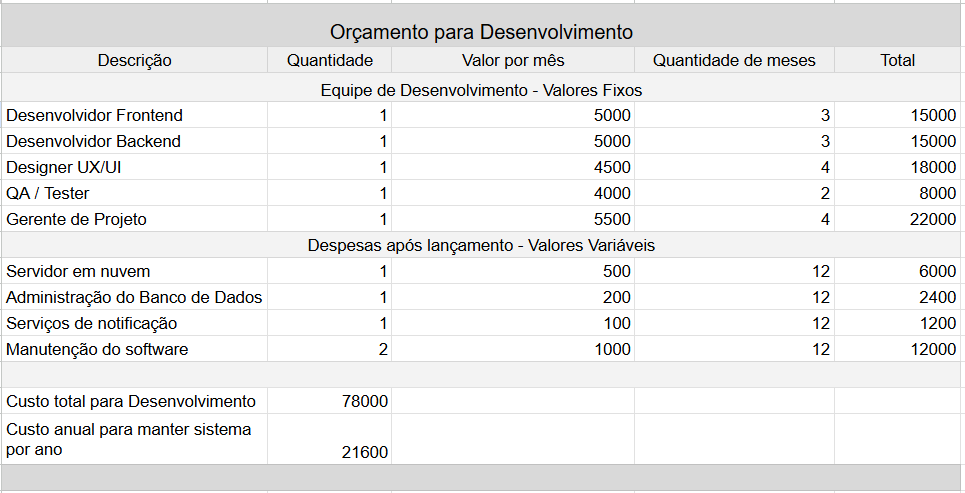 Orçamento para Desenvolvimento
Descrição Quantidade Valor por mês Quantidade de meses Total
Equipe de Desenvolvimento - Valores Fixos
Desenvolvidor Frontend 1 5000 3 15000
Desenvolvidor Backend 1 5000 3 15000
Designer UX/UI 1 4500 4 18000
QA / Tester 1 4000 2 8000
Gerente de Projeto 1 5500 4 22000
Despesas após lançamento - Valores Variáveis
Servidor em nuvem 1 500 12 6000
Administração do Banco de Dados 1 200 12 2400
Serviços de notificação 1 100 12 1200
Manutenção do software 2 1000 12 12000
Custo total para Desenvolvimento 78000
Custo anual para manter sistema
por ano 21600